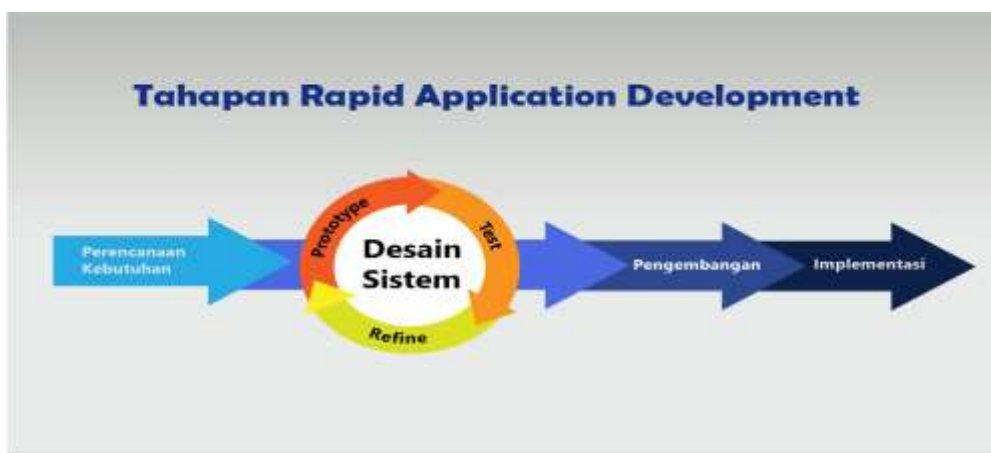 Tahapan Rapid Application Development
Perencanaan
Kebutuhan
Prototype
Test
Refine
Desain
Sistem
Pengembangan
Implementasi